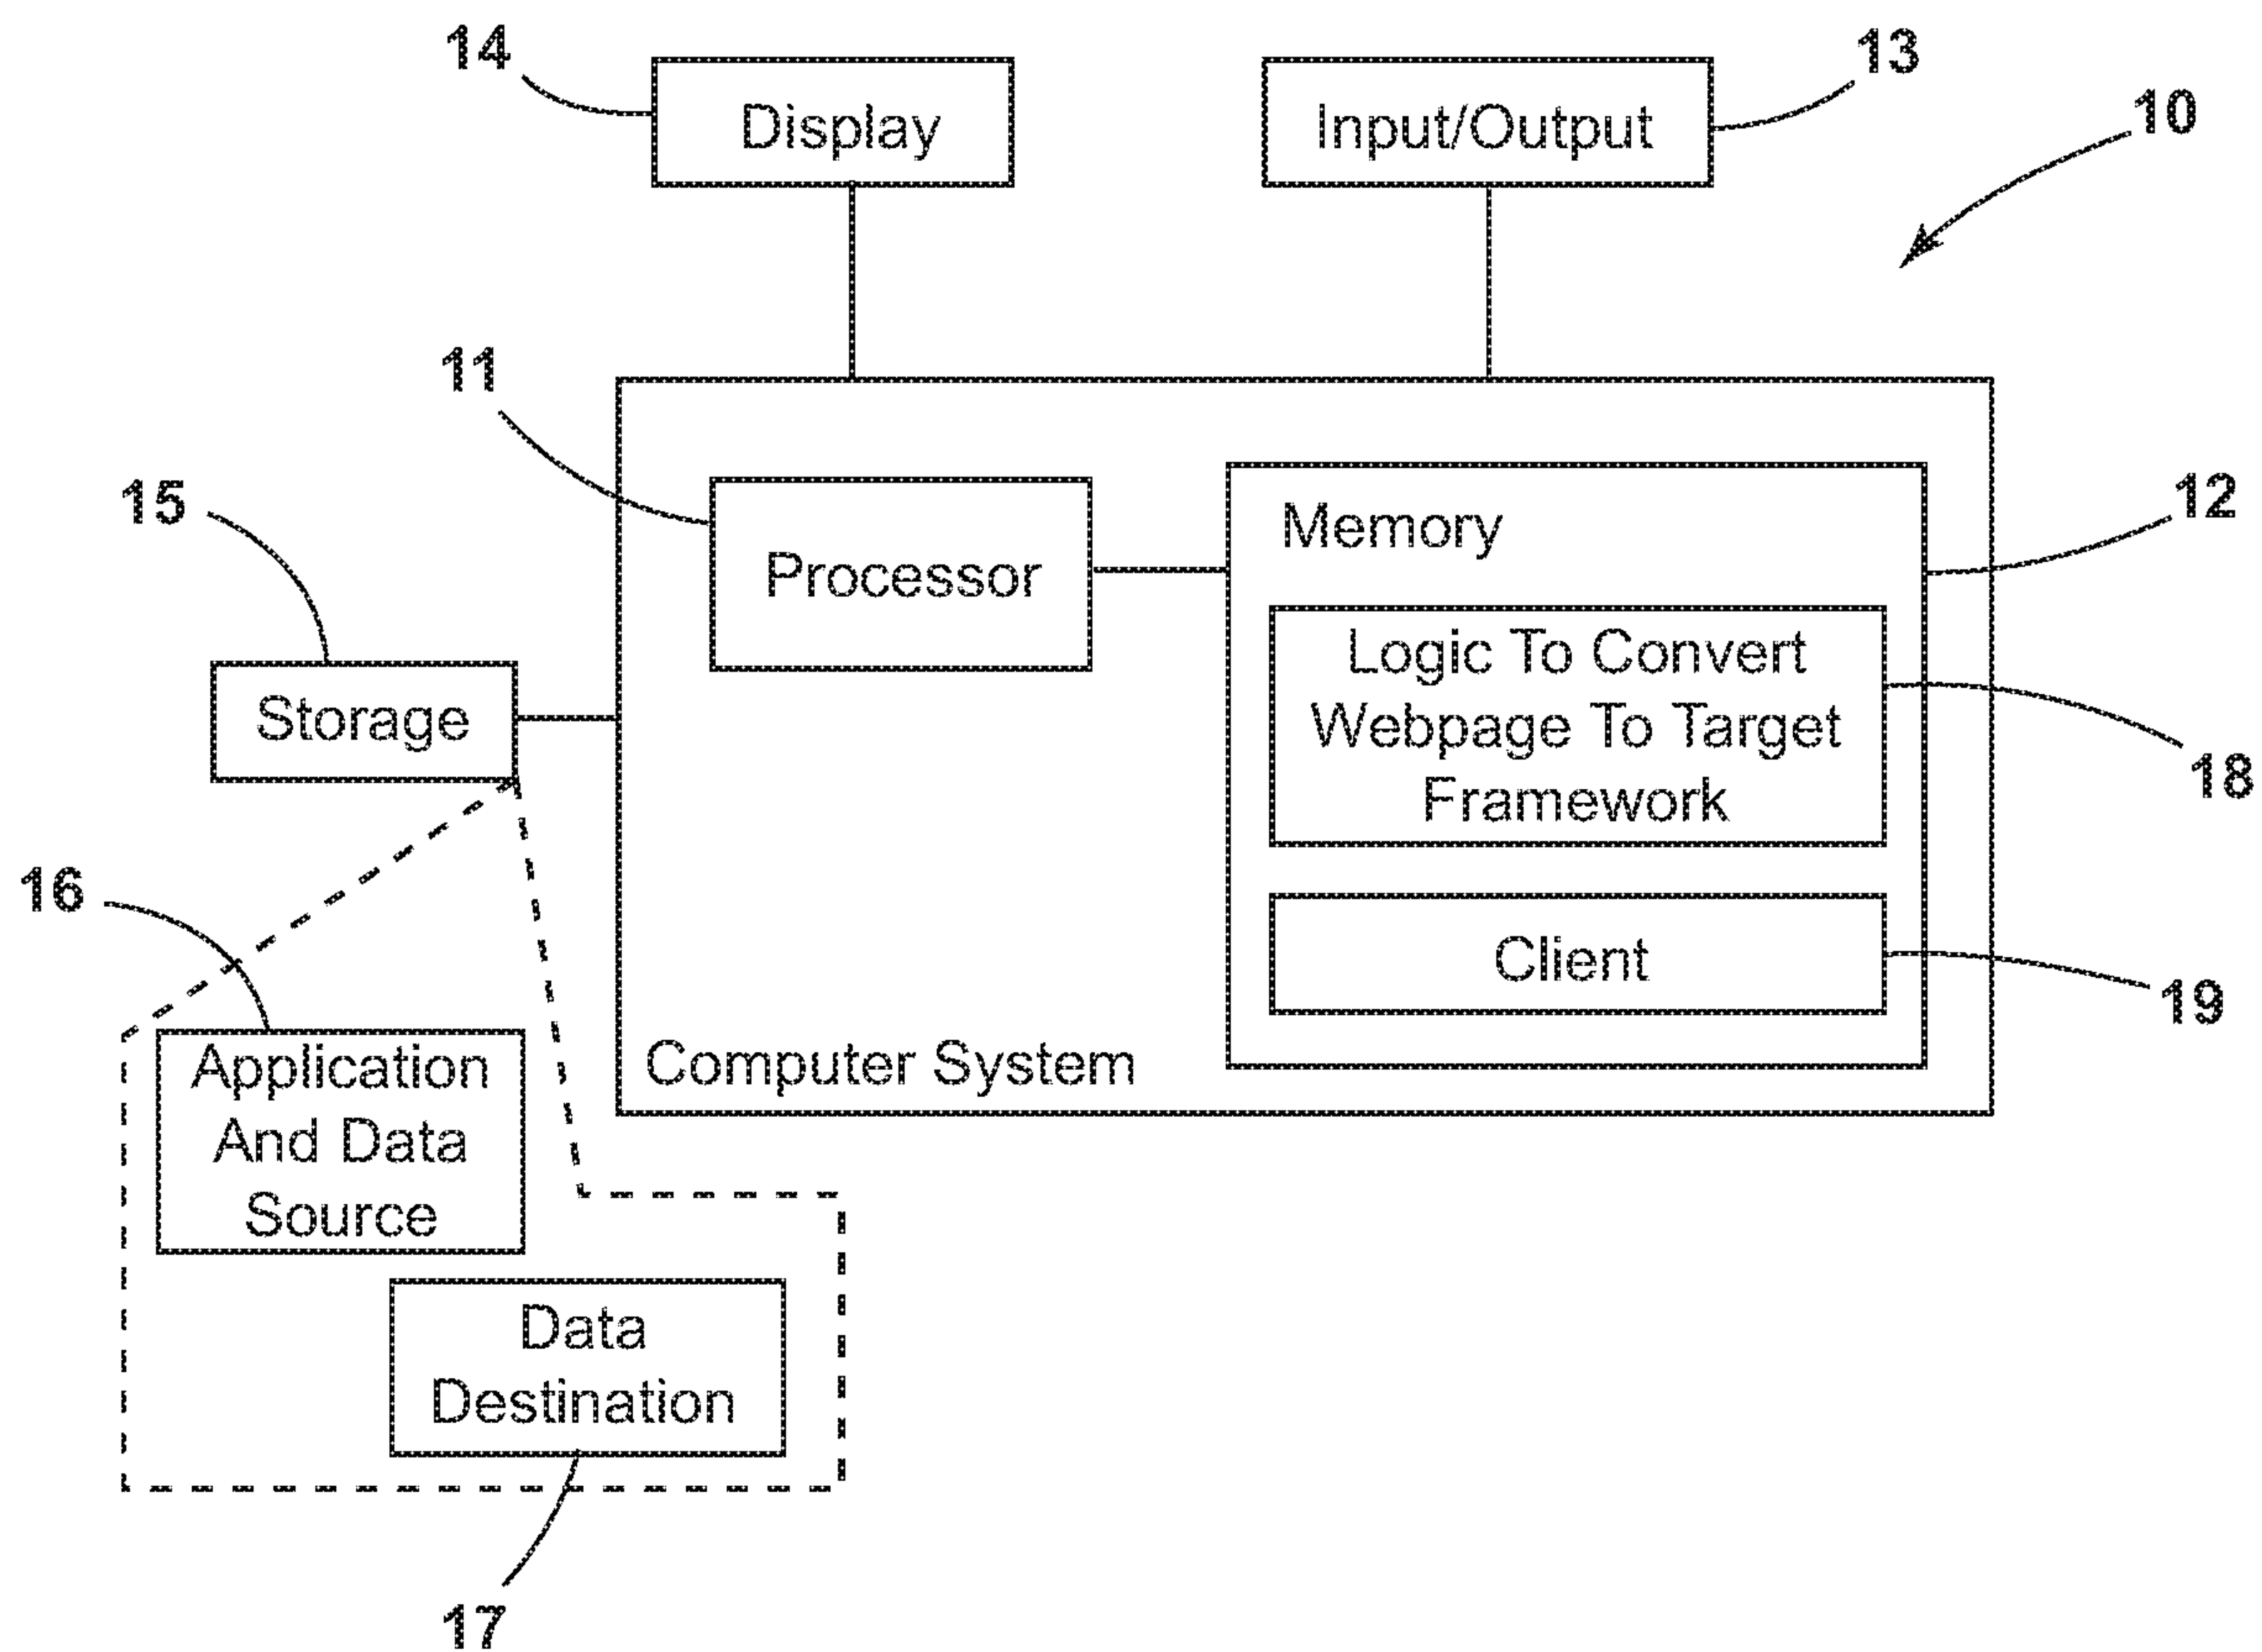 14
Display
Input/Output
13
10
11
15
Processor
Memory
12
Storage
Logic To Convert
Webpage To Target
Framework
18
16
Client
19
Application
And Data
Source
Computer System
Data
Destination
17